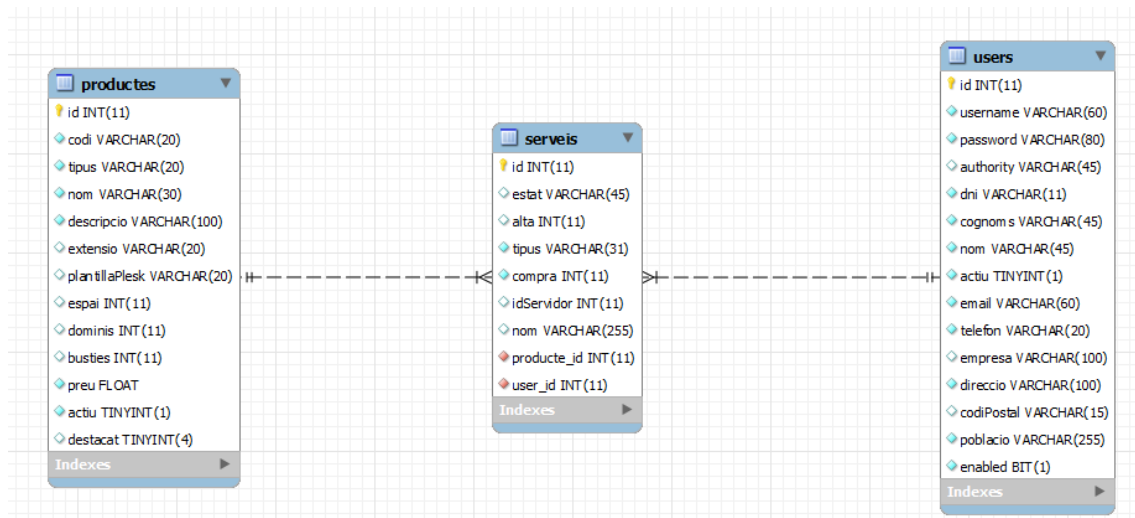 productes
id INT(11)
codi VARCHAR(20)
tipus VARCHAR(20)
nom VARCHAR(30)
descripcio VARCHAR(100)
extensio VARCHAR(20)
plantillaPlesk VARCHAR(20)
espai INT(11)
dominis INT(11)
busties INT(11)
preu FLOAT
actiu TINYINT(1)
destacat TINYINT(4)
Indexes
serveis
id INT(11)
estat VARCHAR(45)
alta INT(11)
tipus VARCHAR(31)
compra INT(11)
idServidor INT(11)
nom VARCHAR(255)
producte_id INT(11)
user_id INT(11)
Indexes
users
id INT(11)
username VARCHAR(60)
password VARCHAR(80)
authority VARCHAR(45)
dni VARCHAR(11)
cognoms VARCHAR(45)
nom VARCHAR(45)
actiu TINYINT(1)
email VARCHAR(60)
telefon VARCHAR(20)
empresa VARCHAR(100)
direccio VARCHAR(100)
codiPostal VARCHAR(15)
poblacio VARCHAR(255)
enabled BIT(1)
Indexes